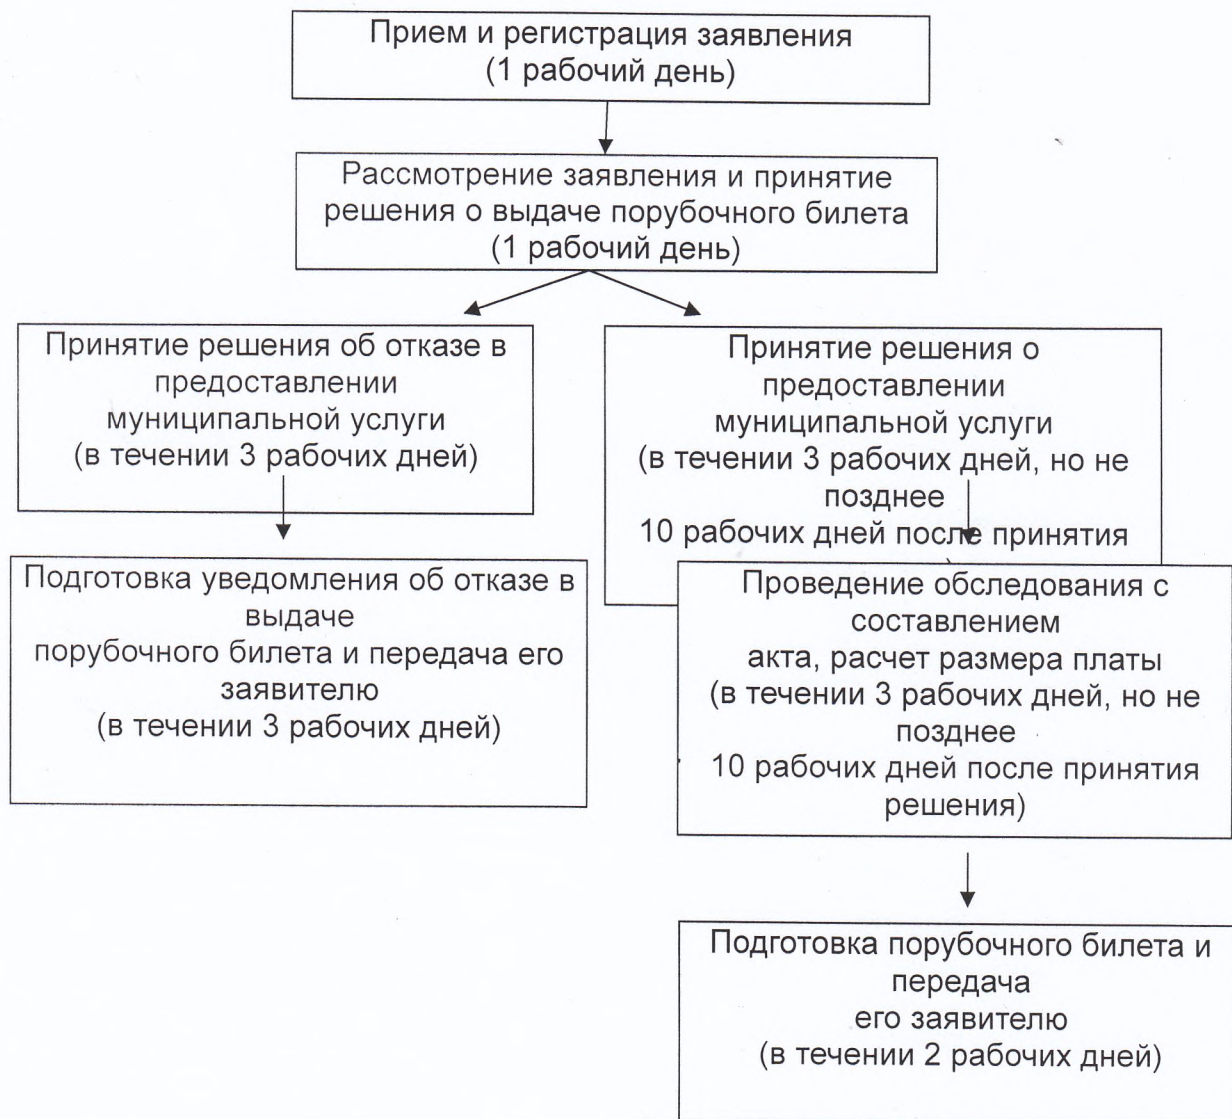 Прием и регистрация заявления
(1 рабочий день)
Рассмотрение заявления и принятие
решения о выдаче порубочного билета
(1 рабочий день)
Принятие решения об отказе в
предоставлении
муниципальной услуги
(в течении 3 рабочих дней)
Принятие решения о
предоставлении
муниципальной услуги
(в течении 3 рабочих дней, но не
позднее
10 рабочих дней после принятия
Подготовка уведомления об отказе в
выдаче
порубочного билета и передача его
заявителю
(в течении 3 рабочих дней)
Проведение обследования с
составлением
акта, расчет размера платы
(в течении 3 рабочих дней, но не
позднее
10 рабочих дней после принятия
решения)
Подготовка порубочного билета и
передача
его заявителю
(в течении 2 рабочих дней)